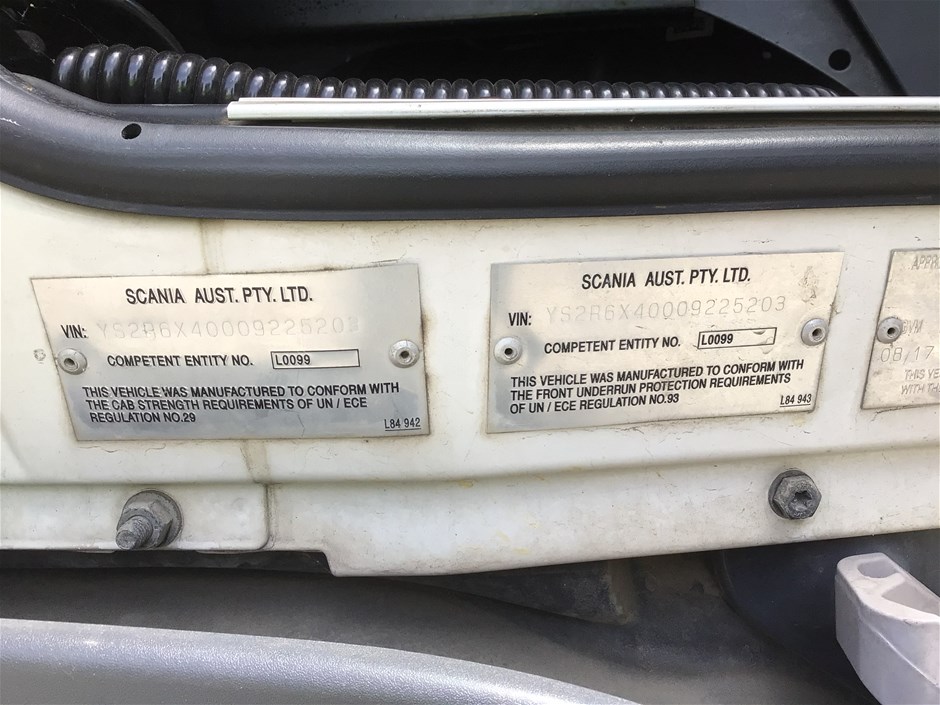 SCANIA AUST. PTY. LTD.
VIN: YS2R6X40009225203
COMPETENT ENTITY NO. L0099
THIS VEHICLE WAS MANUFACTURED TO CONFORM WITH
THE CAB STRENGTH REQUIREMENTS OF UN / ECE
REGULATION NO.29
L84 942
SCANIA AUST. PTY. LTD.
VIN: YS2R6X40009225203
COMPETENT ENTITY NO. L0099
THIS VEHICLE WAS MANUFACTURED TO CONFORM WITH
THE FRONT UNDERRUN PROTECTION REQUIREMENTS
OF UN / ECE REGULATION NO.93
L84 943
GVM
08/17
THIS
WITH